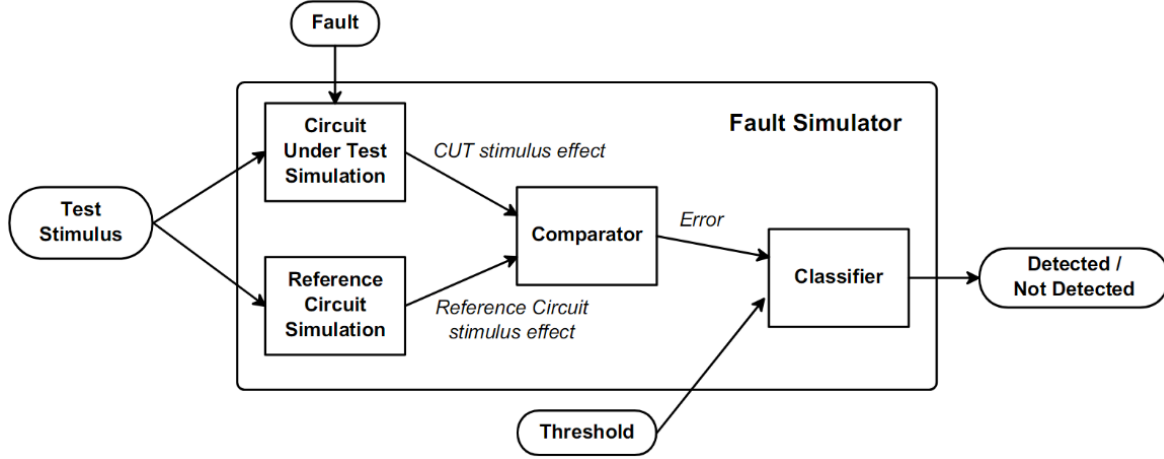 Fault
Circuit
Under Test
Simulation
Fault Simulator
CUT stimulus effect
Test
Stimulus
Comparator
Error
Classifier
Detected /
Not Detected
Reference
Circuit
Simulation
Reference Circuit
stimulus effect
Threshold